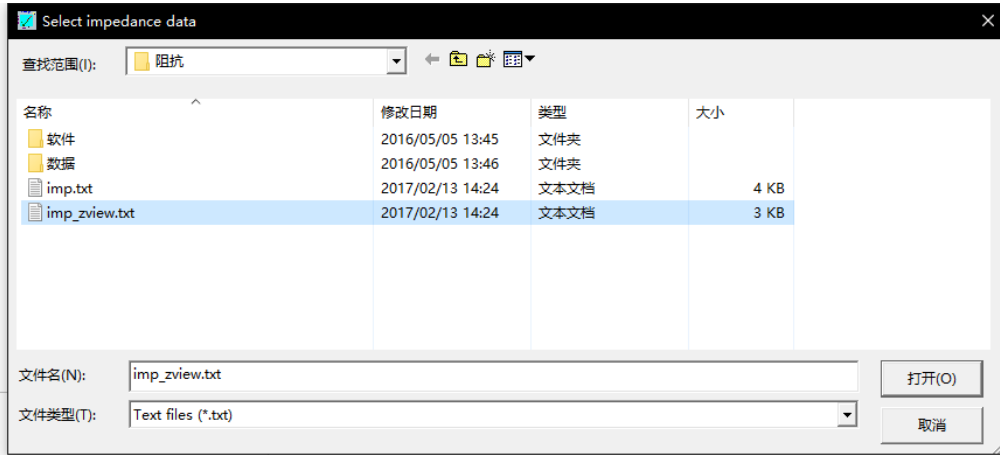 Select impedance data
查找范围(I): 阻抗
名称 修改日期 类型 大小
软件 2016/05/05 13:45 文件夹
数据 2016/05/05 13:46 文件夹
imp.txt 2017/02/13 14:24 文本文档 4 KB
imp_zview.txt 2017/02/13 14:24 文本文档 3 KB
文件名(N): imp_zview.txt 打开(O)
文件类型(T): Text files (*.txt) 取消